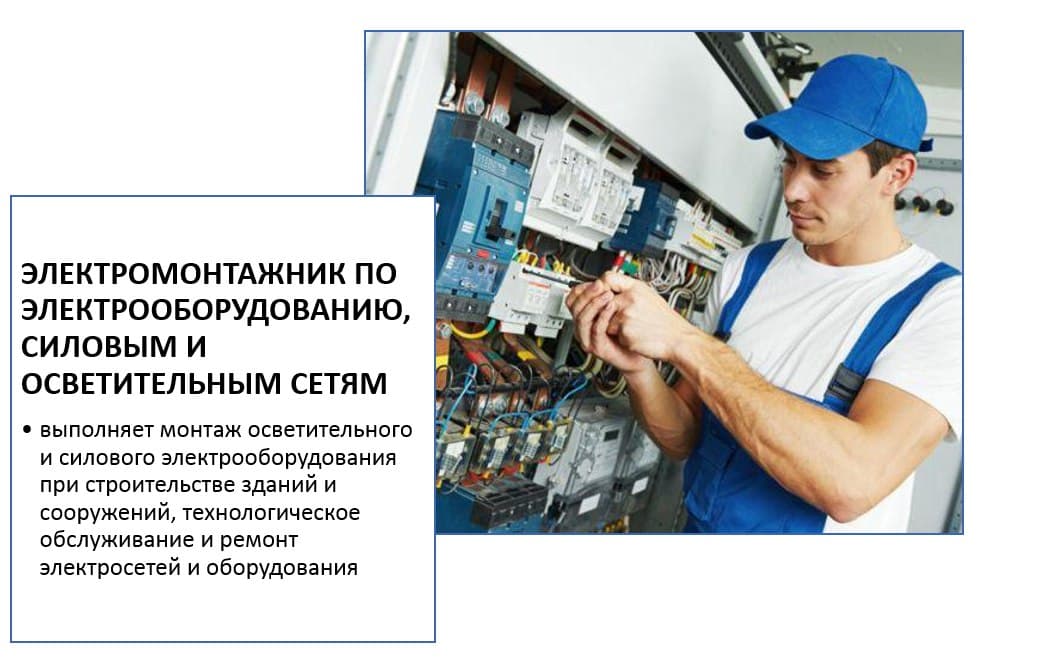 ЭЛЕКТРОМОНТАЖНИК ПО
ЭЛЕКТРООБОРУДОВАНИЮ,
СИЛОВЫМ И
ОСВЕТИТЕЛЬНЫМ СЕТЯМ
• выполняет монтаж осветительного
и силового электрооборудования
при строительстве зданий и
сооружений, технологическое
обслуживание и ремонт
электросетей и оборудования